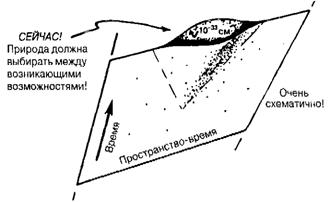 СЕЙЧАС!
Природа должна
выбирать между
возникающими
возможностями!
10⁻³³ см
Очень
схематично!
Время
Пространство-время